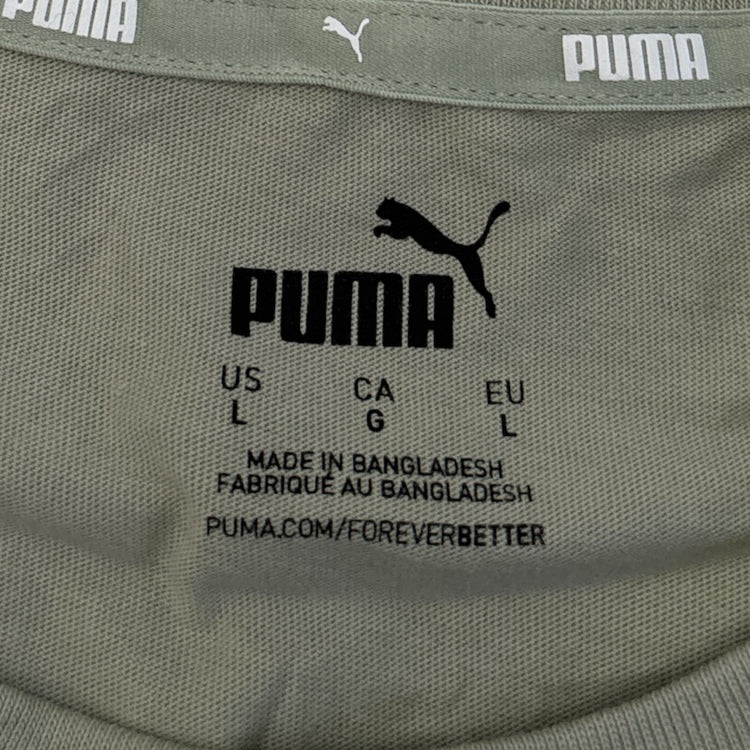 PUMA PUMA
PUMA
US CA EU
L G L
MADE IN BANGLADESH
FABRIQUÉ AU BANGLADESH
PUMA.COM/FOREVERBETTER